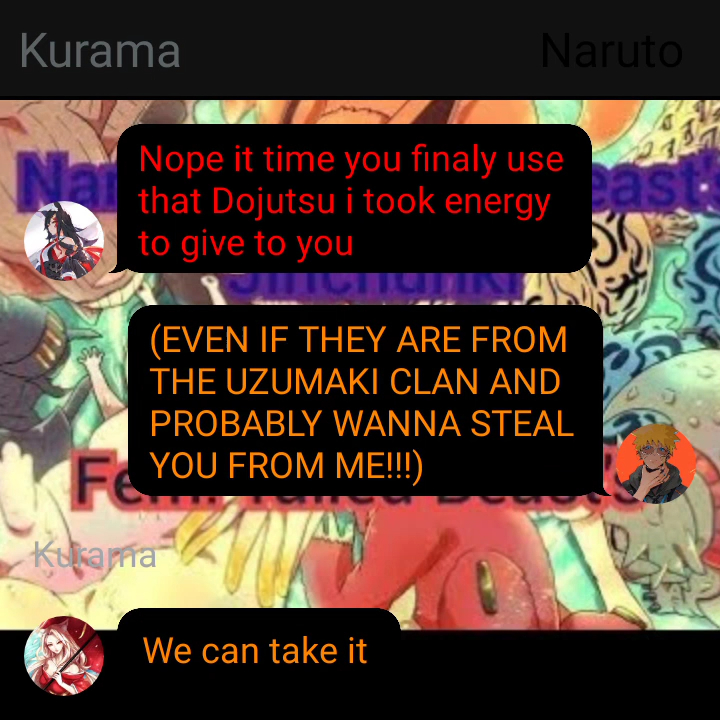 Kurama Naruto
Nope it time you finaly use
that Dojutsu i took energy
to give to you
(EVEN IF THEY ARE FROM
THE UZUMAKI CLAN AND
PROBABLY WANNA STEAL
YOU FROM ME!!!)
Kurama
We can take it